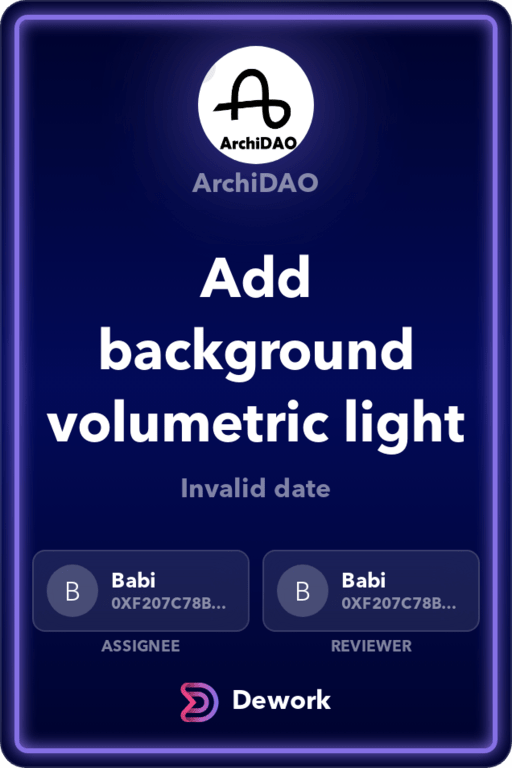 ArchiDAO
ArchiDAO
Add
background
volumetric light
Invalid date
B
Babi
0XF207C78B...
B
Babi
0XF207C78B...
ASSIGNEE
REVIEWER
Dework